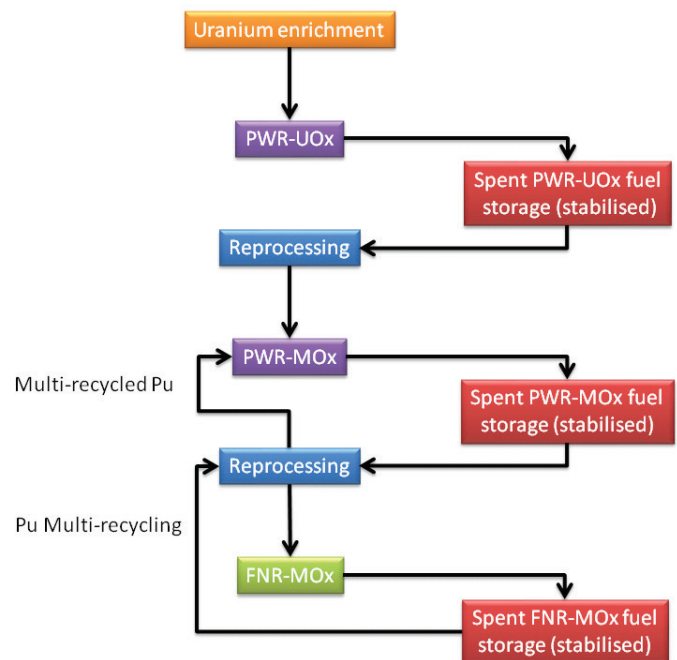 Uranium enrichment
PWR-UOx
Spent PWR-UOx fuel
storage (stabilised)
Reprocessing
PWR-MOx
Multi-recycled Pu
Spent PWR-MOx fuel
storage (stabilised)
Reprocessing
Pu Multi-recycling
FNR-MOx
Spent FNR-MOx fuel
storage (stabilised)